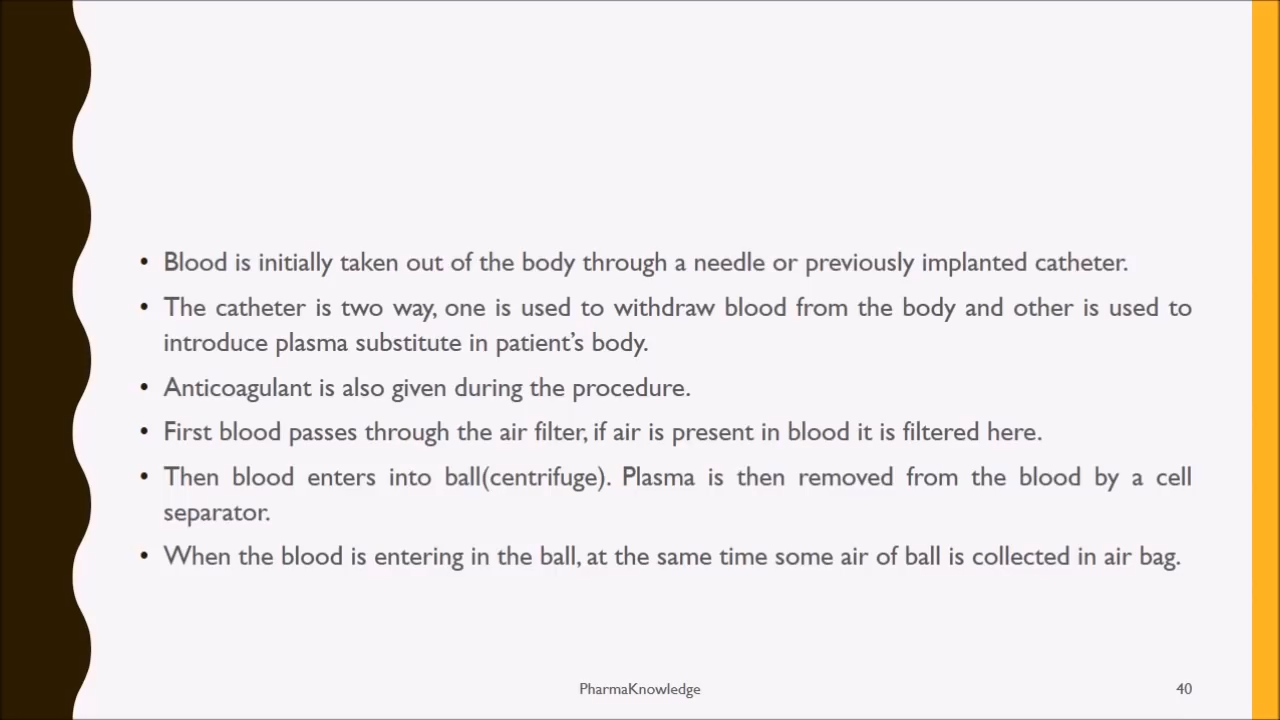 • Blood is initially taken out of the body through a needle or previously implanted catheter.
• The catheter is two way, one is used to withdraw blood from the body and other is used to
introduce plasma substitute in patient’s body.
• Anticoagulant is also given during the procedure.
• First blood passes through the air filter, if air is present in blood it is filtered here.
• Then blood enters into ball(centrifuge). Plasma is then removed from the blood by a cell
separator.
• When the blood is entering in the ball, at the same time some air of ball is collected in air bag.
PharmaKnowledge
40